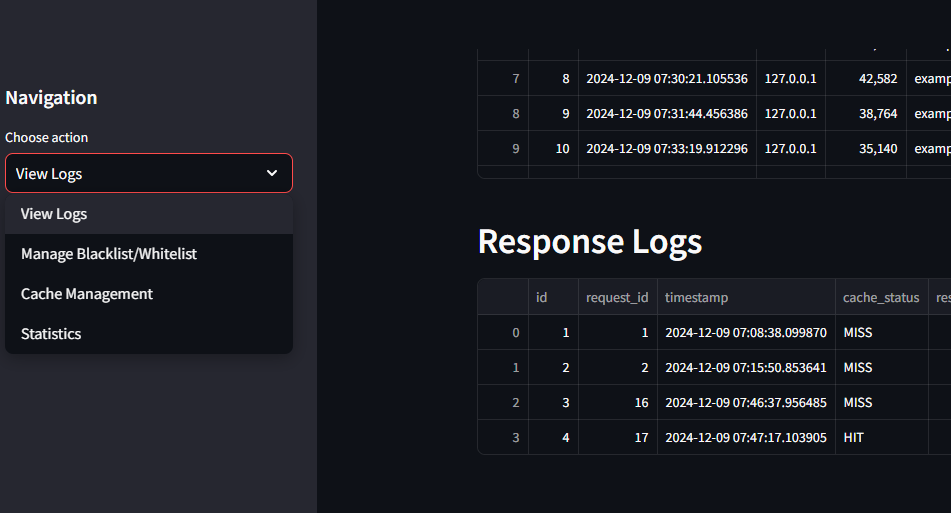 Navigation
Choose action
View Logs
View Logs
Manage Blacklist/Whitelist
Cache Management
Statistics
7 8 2024-12-09 07:30:21.105536 127.0.0.1 42,582 examp
8 9 2024-12-09 07:31:44.456386 127.0.0.1 38,764 examp
9 10 2024-12-09 07:33:19.912296 127.0.0.1 35,140 examp
Response Logs
id request_id timestamp cache_status res
0 1 1 2024-12-09 07:08:38.099870 MISS
1 2 2 2024-12-09 07:15:50.853641 MISS
2 3 16 2024-12-09 07:46:37.956485 MISS
3 4 17 2024-12-09 07:47:17.103905 HIT